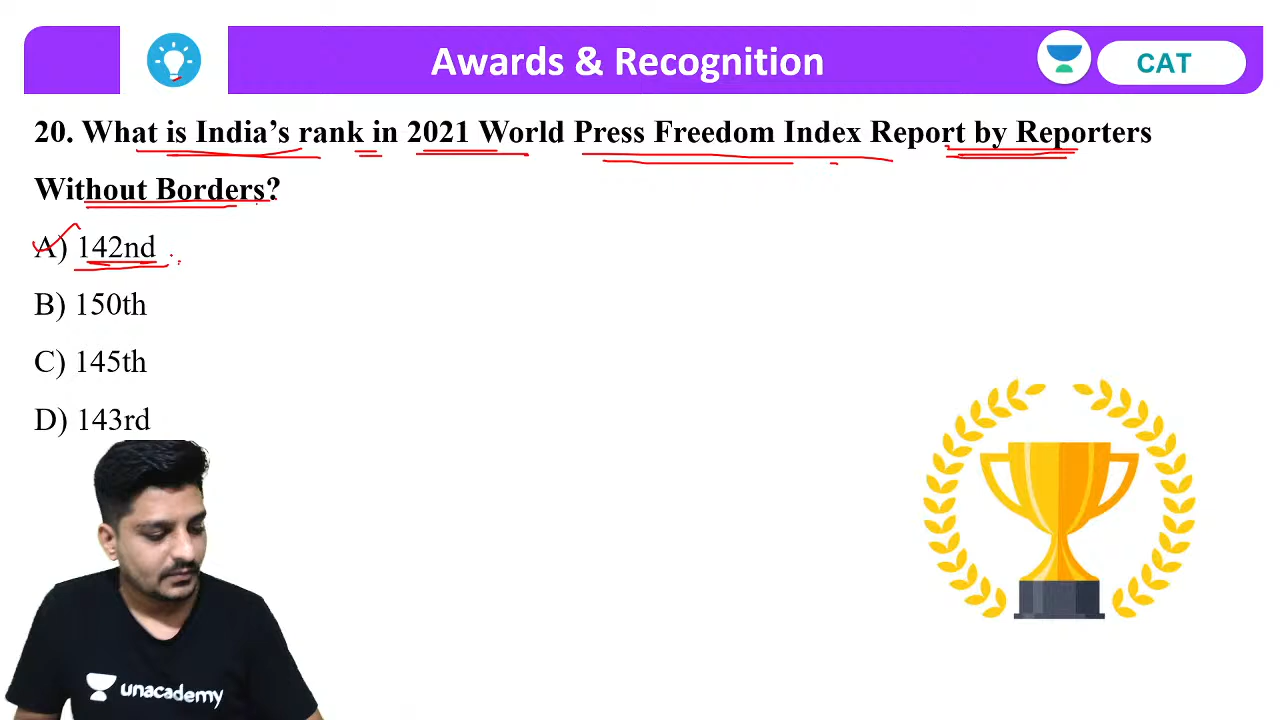 Awards & Recognition
CAT
20. What is India’s rank in 2021 World Press Freedom Index Report by Reporters
Without Borders?
A) 142nd
B) 150th
C) 145th
D) 143rd
unacademy